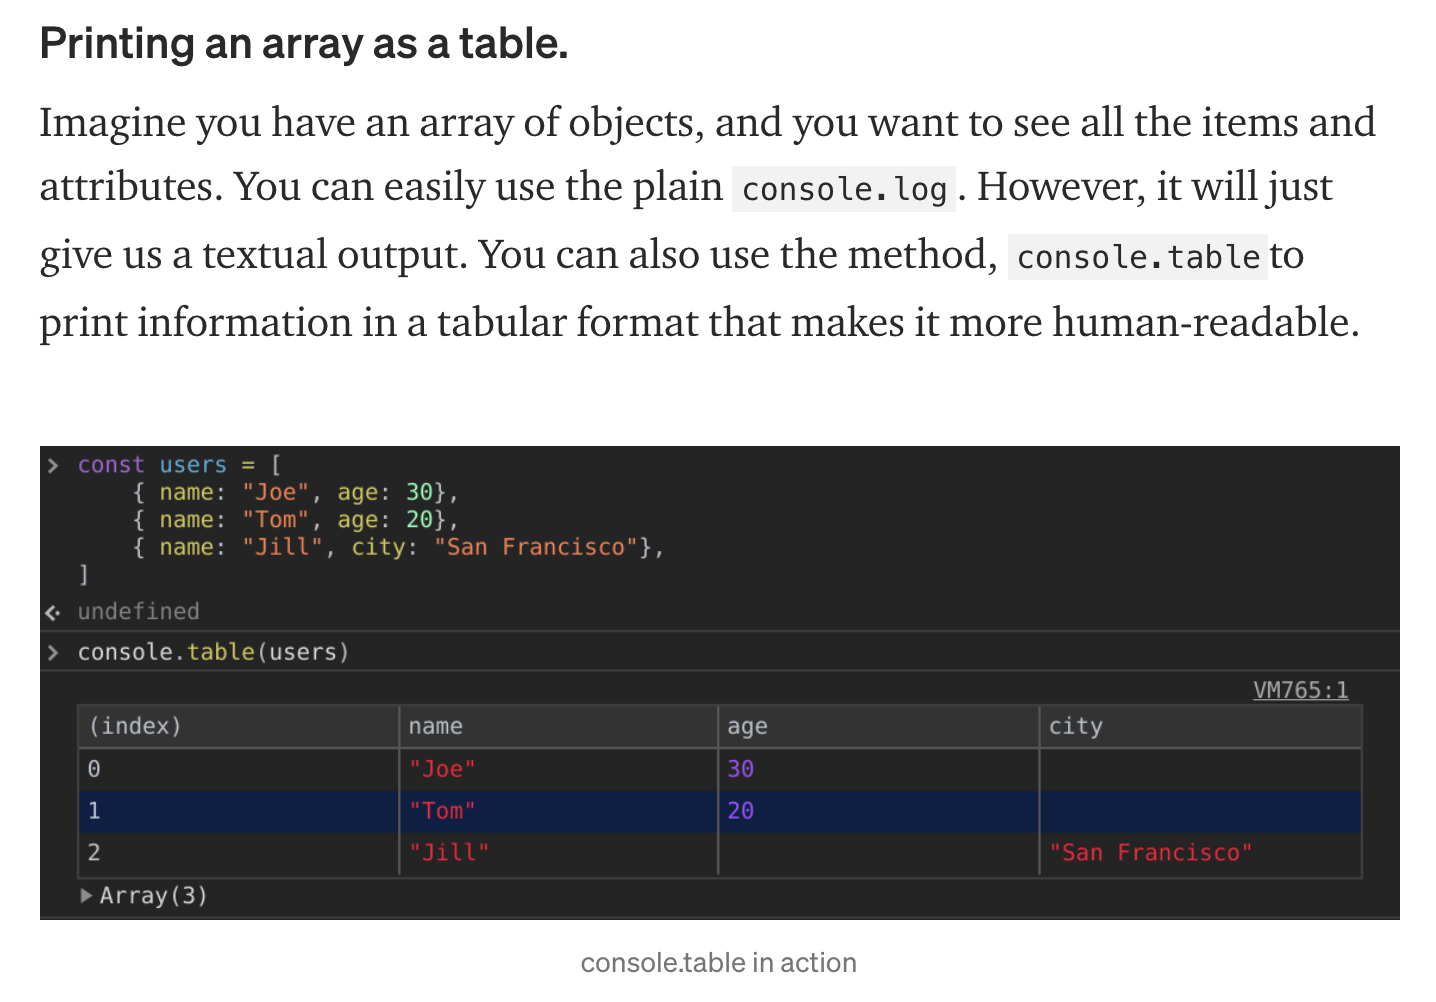 Printing an array as a table.
Imagine you have an array of objects, and you want to see all the items and
attributes. You can easily use the plain console.log. However, it will just
give us a textual output. You can also use the method, console.table to
print information in a tabular format that makes it more human-readable.
> const users = [
{ name: "Joe", age: 30},
{ name: "Tom", age: 20},
{ name: "Jill", city: "San Francisco"},
]
undefined
> console.table(users)
VM765:1
(index) name age city
0 "Joe" 30
1 "Tom" 20
2 "Jill" "San Francisco"
Array(3)
console.table in action